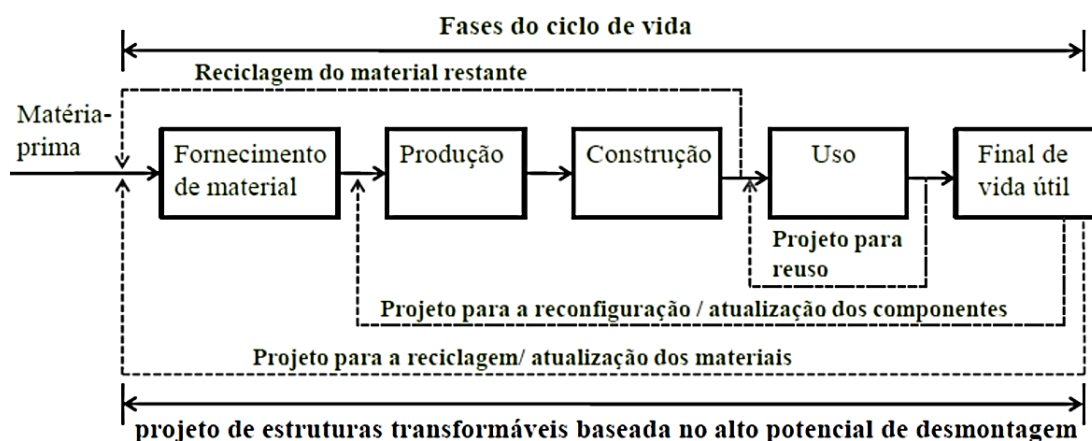 Fases do ciclo de vida
Reciclagem do material restante
Matéria-
prima
Fornecimento
de material
Produção
Construção
Uso
Final de
vida útil
Projeto para
reuso
Projeto para a reconfiguração / atualização dos componentes
Projeto para a reciclagem/ atualização dos materiais
projeto de estruturas transformáveis baseada no alto potencial de desmontagem